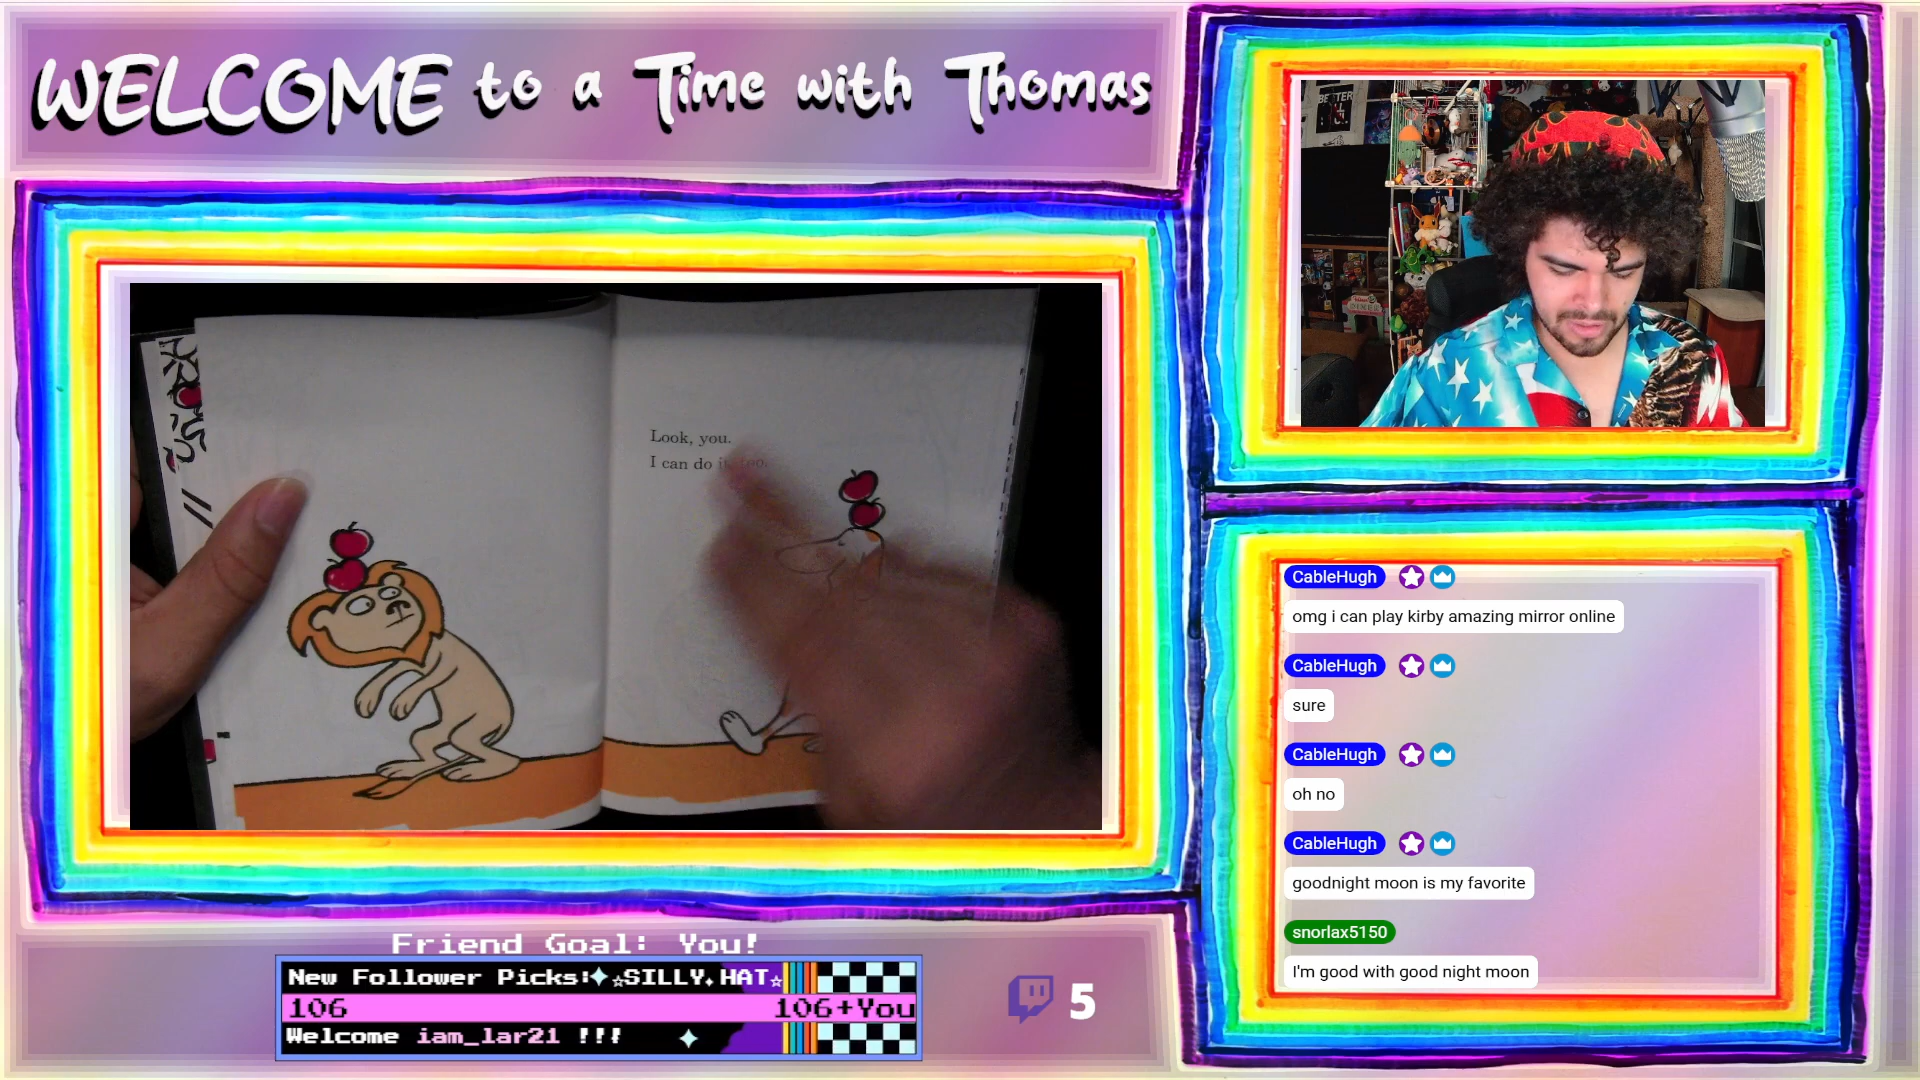 WELCOME to a Time with Thomas
Look, you.
I can do it too.
CableHugh
omg i can play kirby amazing mirror online
CableHugh
sure
CableHugh
oh no
CableHugh
goodnight moon is my favorite
snorlax5150
I'm good with good night moon
Friend Goal: You!
New Follower Picks: SILLY HAT
106 106+You
Welcome iam_lar21 !!!
5